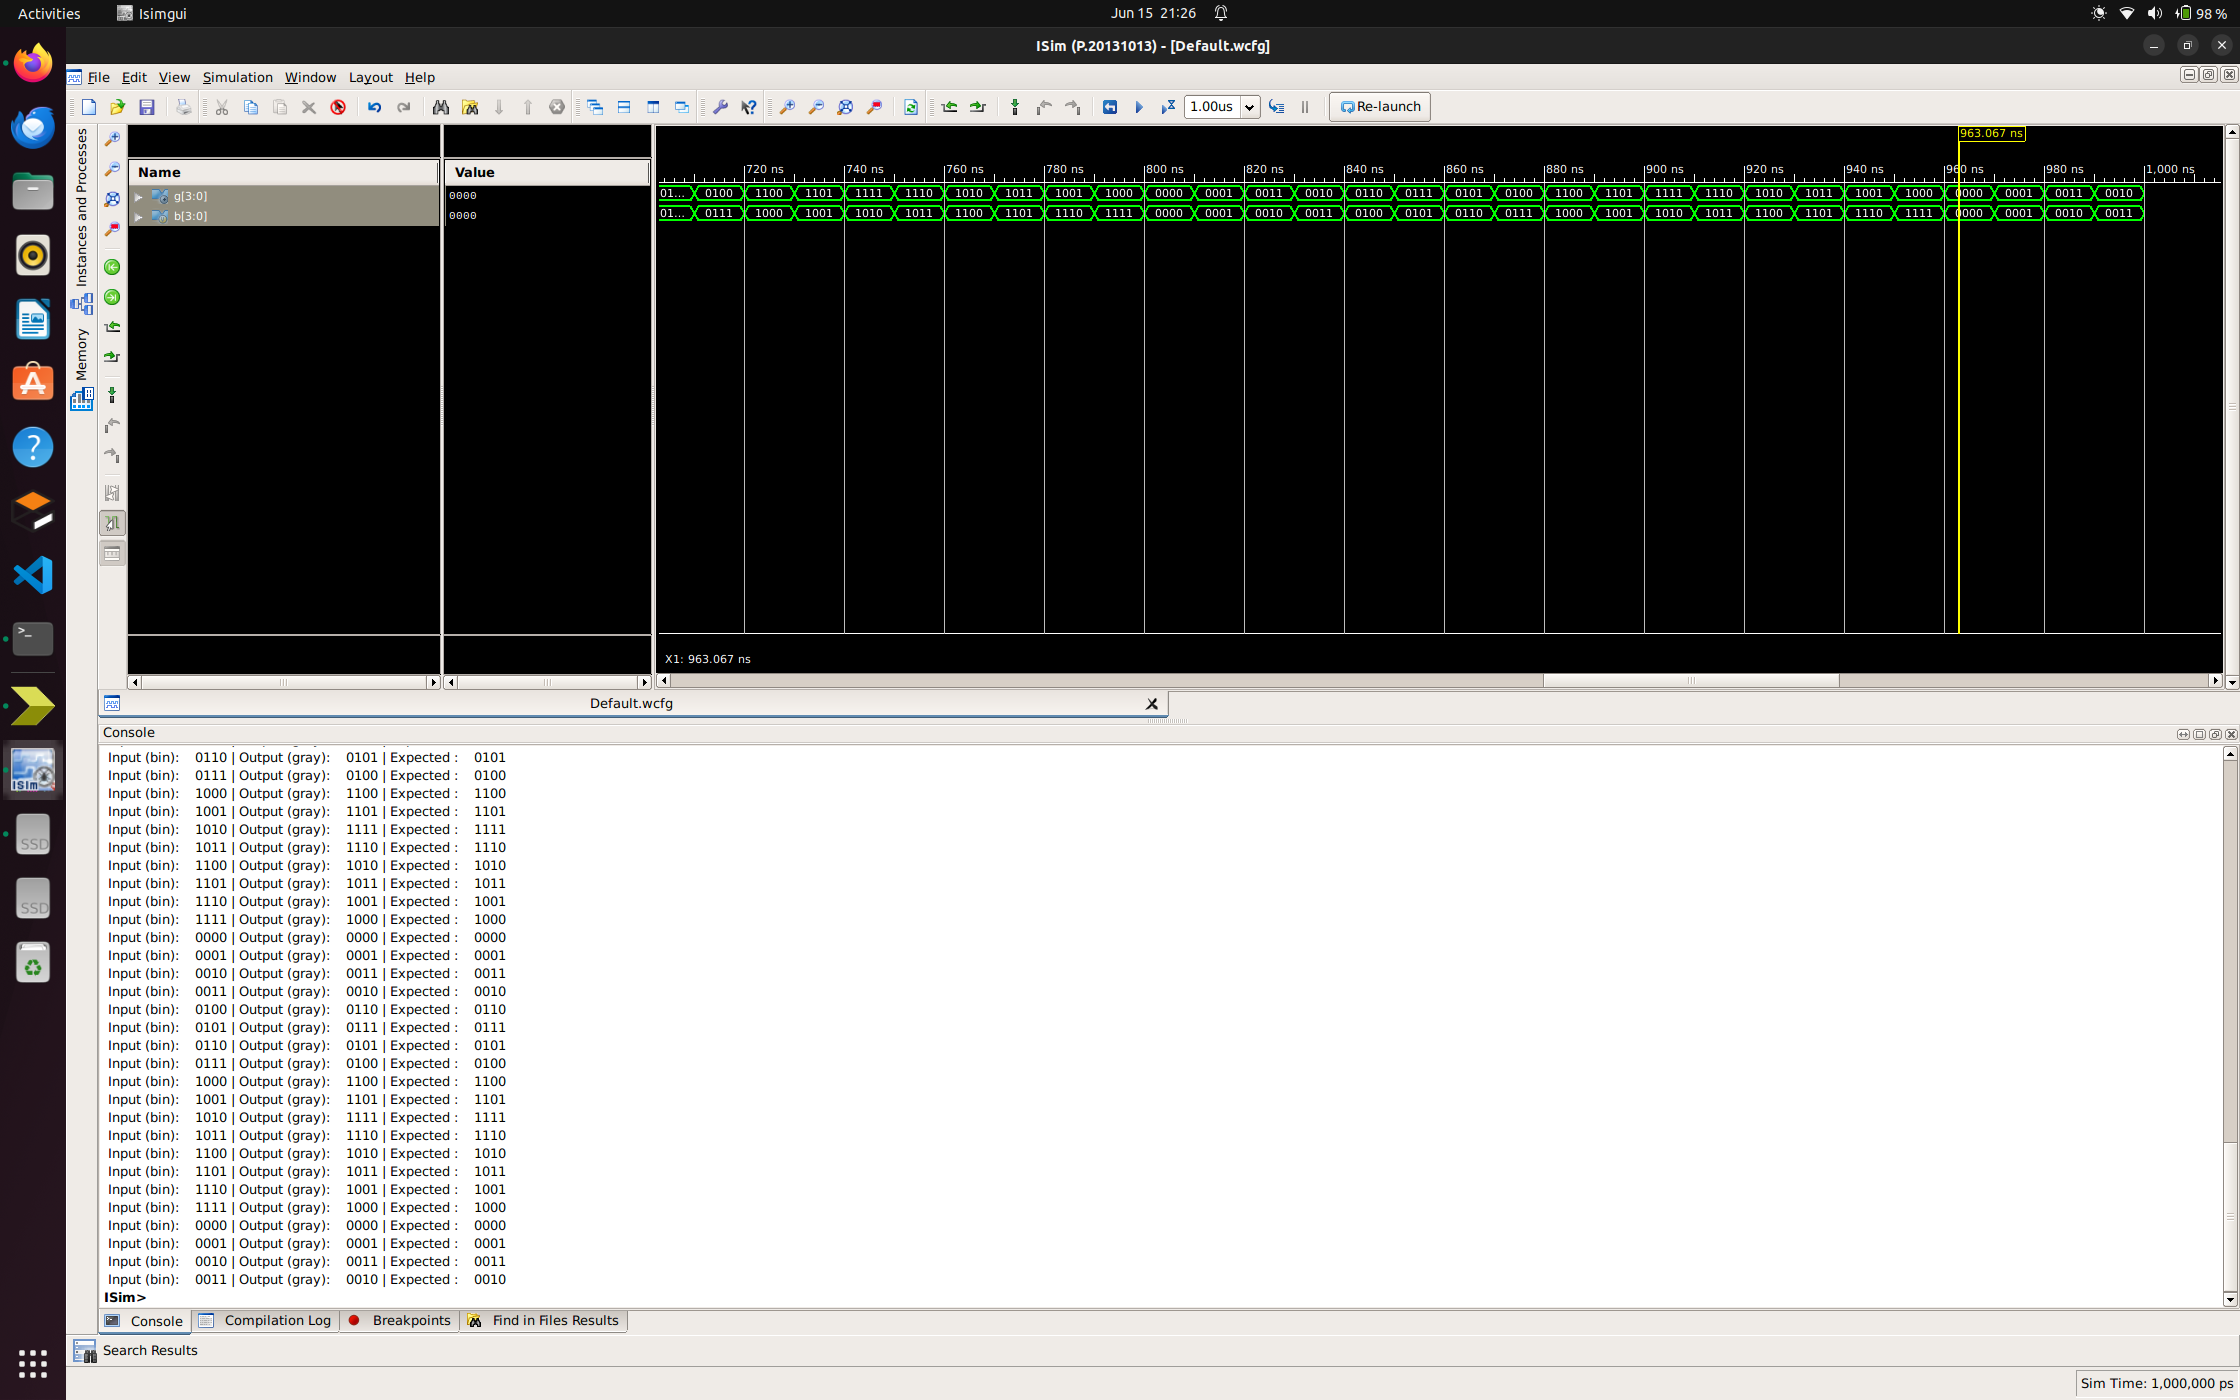 Activities Isimgui Jun 15 21:26 98 %
ISim (P.20131013) - [Default.wcfg]
File Edit View Simulation Window Layout Help
1.00us Re-launch
Instances and Processes
Memory
963.067 ns
720 ns 740 ns 760 ns 780 ns 800 ns 820 ns 840 ns 860 ns 880 ns 900 ns 920 ns 940 ns 960 ns 980 ns 1,000 ns
Name Value
g[3:0] 0000 01... 0100 1100 1101 1111 1110 1010 1011 1001 1000 0000 0001 0011 0010 0110 0111 0101 0100 1100 1101 1111 1110 1010 1011 1001 1000 0000 0001 0011 0010
b[3:0] 0000 01... 0111 1000 1001 1010 1011 1100 1101 1110 1111 0000 0001 0010 0011 0100 0101 0110 0111 1000 1001 1010 1011 1100 1101 1110 1111 0000 0001 0010 0011
X1: 963.067 ns
Default.wcfg
Console
Input (bin): 0110 | Output (gray): 0101 | Expected : 0101
Input (bin): 0111 | Output (gray): 0100 | Expected : 0100
Input (bin): 1000 | Output (gray): 1100 | Expected : 1100
Input (bin): 1001 | Output (gray): 1101 | Expected : 1101
Input (bin): 1010 | Output (gray): 1111 | Expected : 1111
Input (bin): 1011 | Output (gray): 1110 | Expected : 1110
Input (bin): 1100 | Output (gray): 1010 | Expected : 1010
Input (bin): 1101 | Output (gray): 1011 | Expected : 1011
Input (bin): 1110 | Output (gray): 1001 | Expected : 1001
Input (bin): 1111 | Output (gray): 1000 | Expected : 1000
Input (bin): 0000 | Output (gray): 0000 | Expected : 0000
Input (bin): 0001 | Output (gray): 0001 | Expected : 0001
Input (bin): 0010 | Output (gray): 0011 | Expected : 0011
Input (bin): 0011 | Output (gray): 0010 | Expected : 0010
Input (bin): 0100 | Output (gray): 0110 | Expected : 0110
Input (bin): 0101 | Output (gray): 0111 | Expected : 0111
Input (bin): 0110 | Output (gray): 0101 | Expected : 0101
Input (bin): 0111 | Output (gray): 0100 | Expected : 0100
Input (bin): 1000 | Output (gray): 1100 | Expected : 1100
Input (bin): 1001 | Output (gray): 1101 | Expected : 1101
Input (bin): 1010 | Output (gray): 1111 | Expected : 1111
Input (bin): 1011 | Output (gray): 1110 | Expected : 1110
Input (bin): 1100 | Output (gray): 1010 | Expected : 1010
Input (bin): 1101 | Output (gray): 1011 | Expected : 1011
Input (bin): 1110 | Output (gray): 1001 | Expected : 1001
Input (bin): 1111 | Output (gray): 1000 | Expected : 1000
Input (bin): 0000 | Output (gray): 0000 | Expected : 0000
Input (bin): 0001 | Output (gray): 0001 | Expected : 0001
Input (bin): 0010 | Output (gray): 0011 | Expected : 0011
Input (bin): 0011 | Output (gray): 0010 | Expected : 0010
ISim>
Console Compilation Log Breakpoints Find in Files Results
Search Results
Sim Time: 1,000,000 ps
ISim
SSD
SSD